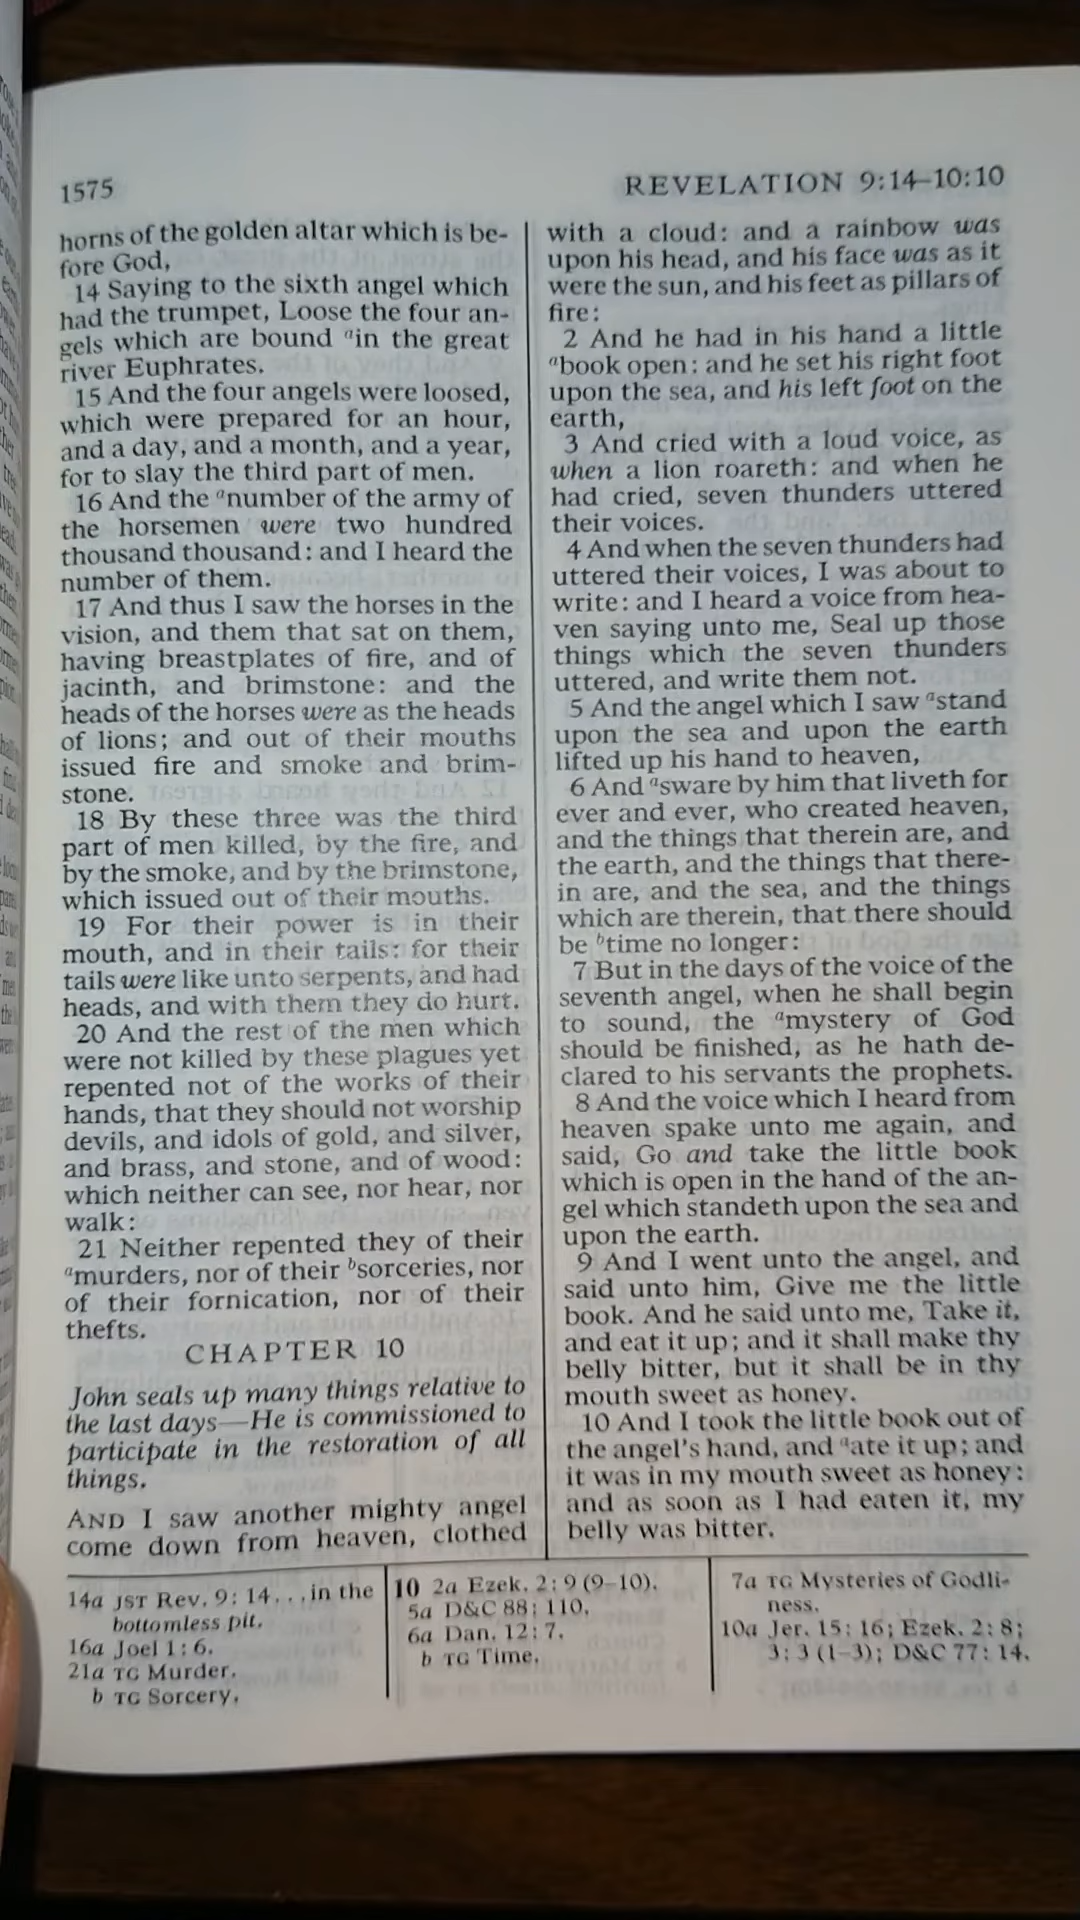 1575
REVELATION 9:14–10:10
horns of the golden altar which is be-
fore God,
14 Saying to the sixth angel which
had the trumpet, Loose the four an-
gels which are bound ᵃin the great
river Euphrates.
15 And the four angels were loosed,
which were prepared for an hour,
and a day, and a month, and a year,
for to slay the third part of men.
16 And the ᵃnumber of the army of
the horsemen were two hundred
thousand thousand: and I heard the
number of them.
17 And thus I saw the horses in the
vision, and them that sat on them,
having breastplates of fire, and of
jacinth, and brimstone: and the
heads of the horses were as the heads
of lions; and out of their mouths
issued fire and smoke and brim-
stone.
18 By these three was the third
part of men killed, by the fire, and
by the smoke, and by the brimstone,
which issued out of their mouths.
19 For their power is in their
mouth, and in their tails: for their
tails were like unto serpents, and had
heads, and with them they do hurt.
20 And the rest of the men which
were not killed by these plagues yet
repented not of the works of their
hands, that they should not worship
devils, and idols of gold, and silver,
and brass, and stone, and of wood:
which neither can see, nor hear, nor
walk:
21 Neither repented they of their
ᵃmurders, nor of their ᵇsorceries, nor
of their fornication, nor of their
thefts.
CHAPTER 10
John seals up many things relative to
the last days—He is commissioned to
participate in the restoration of all
things.
AND I saw another mighty angel
come down from heaven, clothed
with a cloud: and a rainbow was
upon his head, and his face was as it
were the sun, and his feet as pillars of
fire:
2 And he had in his hand a little
ᵃbook open: and he set his right foot
upon the sea, and his left foot on the
earth,
3 And cried with a loud voice, as
when a lion roareth: and when he
had cried, seven thunders uttered
their voices.
4 And when the seven thunders had
uttered their voices, I was about to
write: and I heard a voice from hea-
ven saying unto me, Seal up those
things which the seven thunders
uttered, and write them not.
5 And the angel which I saw ᵃstand
upon the sea and upon the earth
lifted up his hand to heaven,
6 And ᵃsware by him that liveth for
ever and ever, who created heaven,
and the things that therein are, and
the earth, and the things that there-
in are, and the sea, and the things
which are therein, that there should
be ᵇtime no longer:
7 But in the days of the voice of the
seventh angel, when he shall begin
to sound, the ᵃmystery of God
should be finished, as he hath de-
clared to his servants the prophets.
8 And the voice which I heard from
heaven spake unto me again, and
said, Go and take the little book
which is open in the hand of the an-
gel which standeth upon the sea and
upon the earth.
9 And I went unto the angel, and
said unto him, Give me the little
book. And he said unto me, Take it,
and eat it up; and it shall make thy
belly bitter, but it shall be in thy
mouth sweet as honey.
10 And I took the little book out of
the angel's hand, and ᵃate it up; and
it was in my mouth sweet as honey:
and as soon as I had eaten it, my
belly was bitter.
14a JST Rev. 9: 14...in the
bottomless pit.
16a Joel 1: 6.
21a TG Murder.
b TG Sorcery.
10 2a Ezek. 2: 9 (9–10).
5a D&C 88: 110.
6a Dan. 12: 7.
b TG Time.
7a TG Mysteries of Godli-
ness.
10a Jer. 15: 16; Ezek. 2: 8;
3: 3 (1–3); D&C 77: 14.